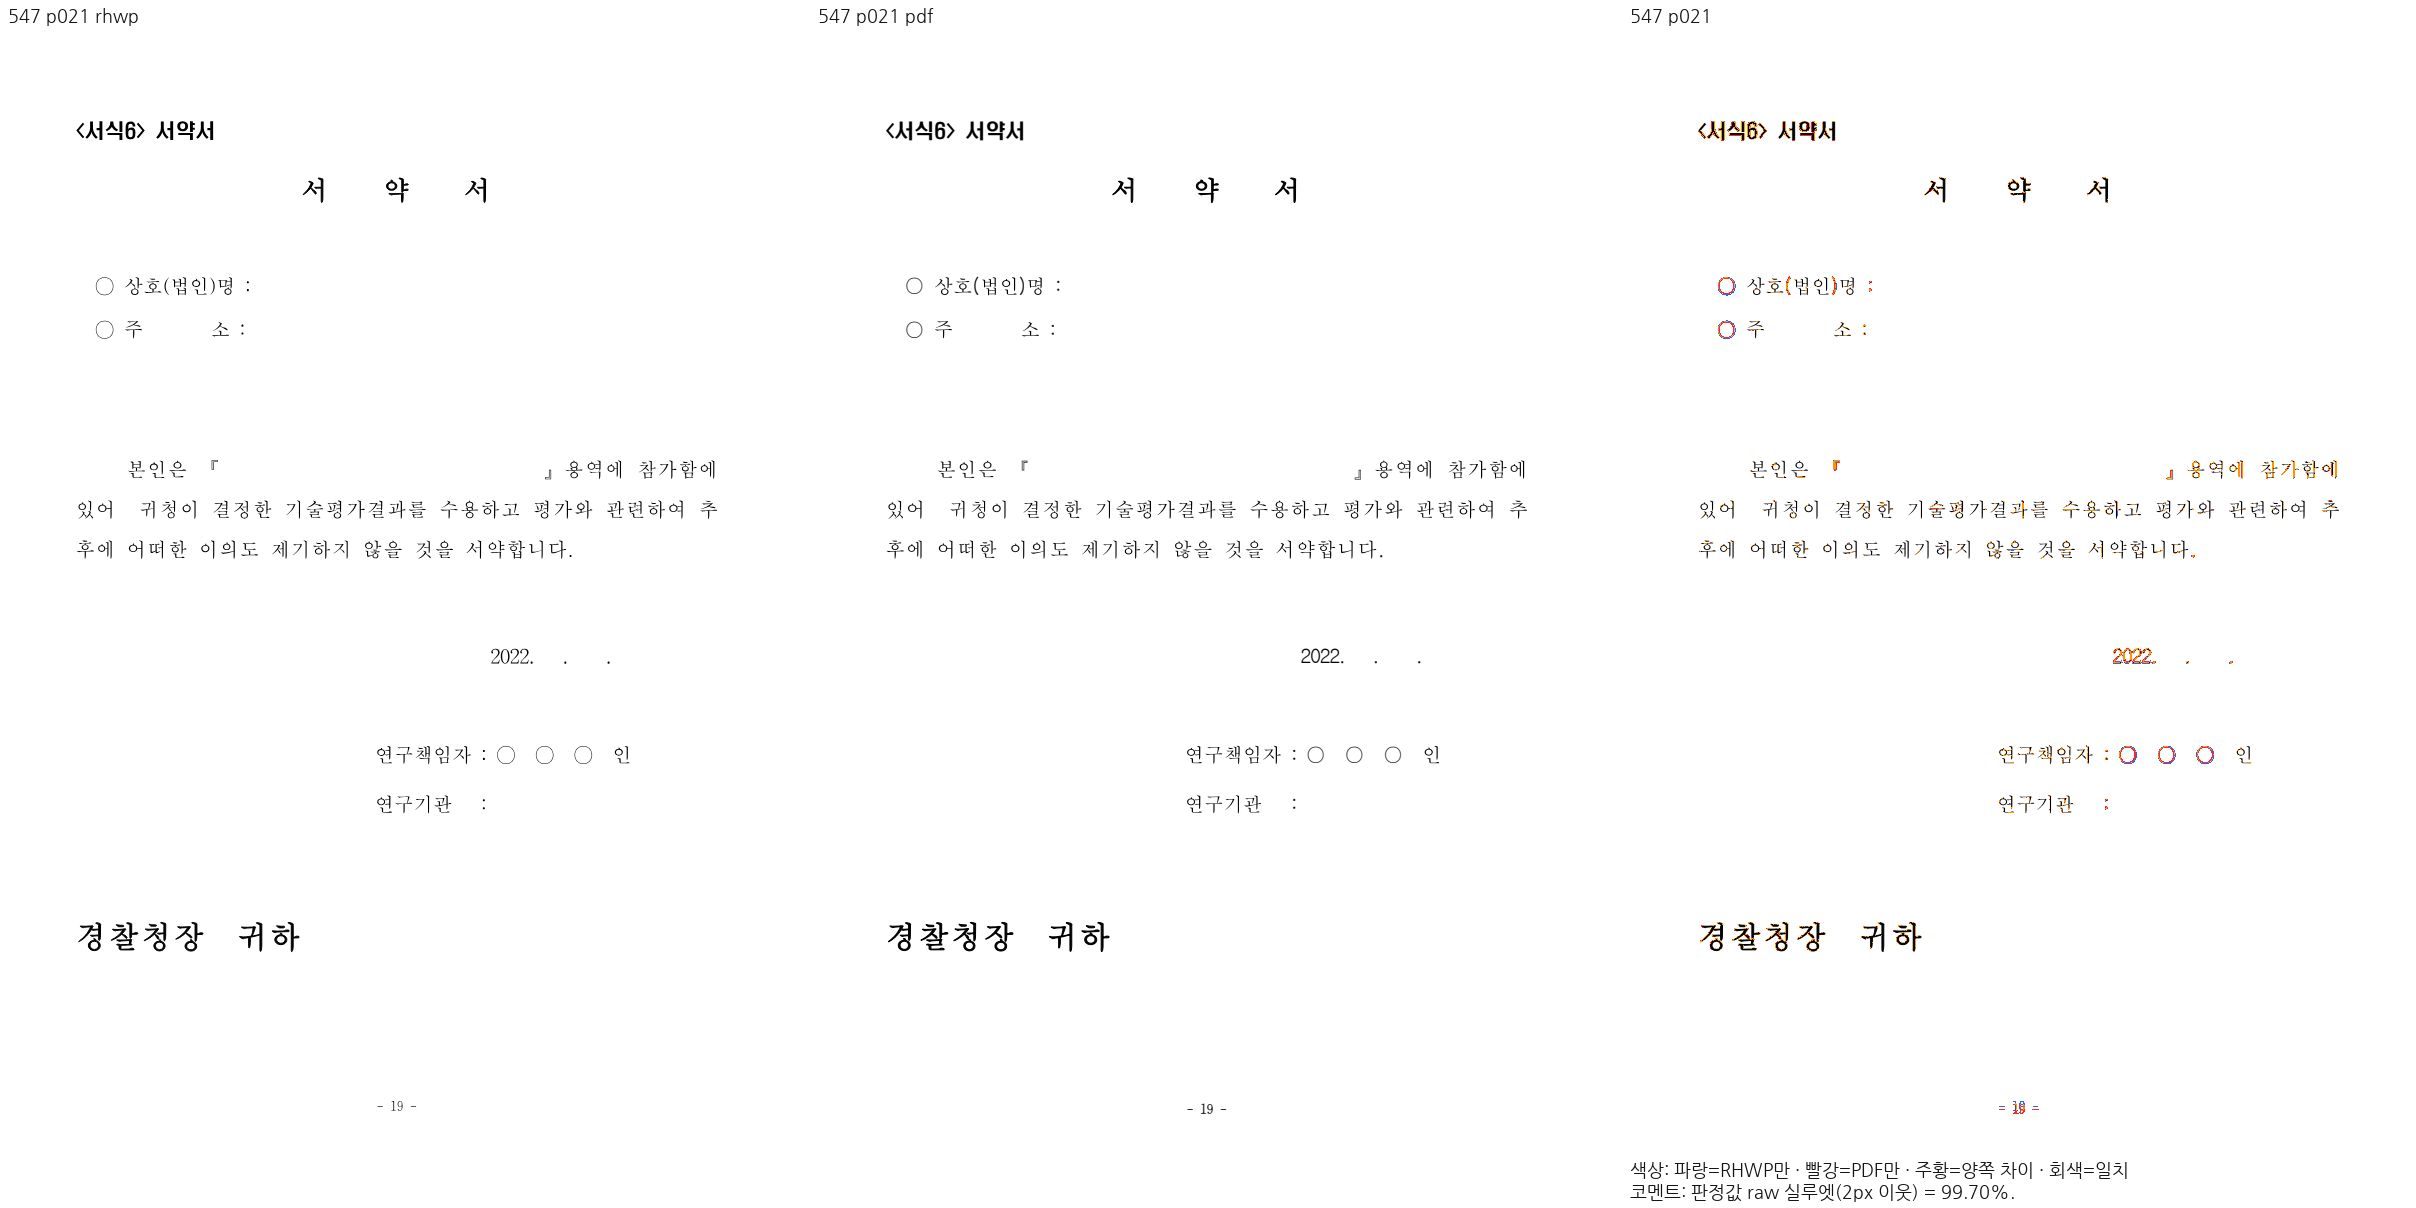 547 p021 rhwp
<서식6> 서약서
서 약 서
○ 상호(법인)명 :
○ 주 소 :
본인은 『 』용역에 참가함에
있어 귀청이 결정한 기술평가결과를 수용하고 평가와 관련하여 추
후에 어떠한 이의도 제기하지 않을 것을 서약합니다.
2022. . .
연구책임자 : ○ ○ ○ 인
연구기관 :
경찰청장 귀하
- 19 -
547 p021 pdf
<서식6> 서약서
서 약 서
○ 상호(법인)명 :
○ 주 소 :
본인은 『 』용역에 참가함에
있어 귀청이 결정한 기술평가결과를 수용하고 평가와 관련하여 추
후에 어떠한 이의도 제기하지 않을 것을 서약합니다.
2022. . .
연구책임자 : ○ ○ ○ 인
연구기관 :
경찰청장 귀하
- 19 -
547 p021
<서식6> 서약서
서 약 서
○ 상호(법인)명 :
○ 주 소 :
본인은 『 』용역에 참가함에
있어 귀청이 결정한 기술평가결과를 수용하고 평가와 관련하여 추
후에 어떠한 이의도 제기하지 않을 것을 서약합니다.
2022. . .
연구책임자 : ○ ○ ○ 인
연구기관 :
경찰청장 귀하
- 19 -
색상: 파랑=RHWP만 · 빨강=PDF만 · 주황=양쪽 차이 · 회색=일치
코멘트: 판정값 raw 실루엣(2px 이웃) = 99.70%.